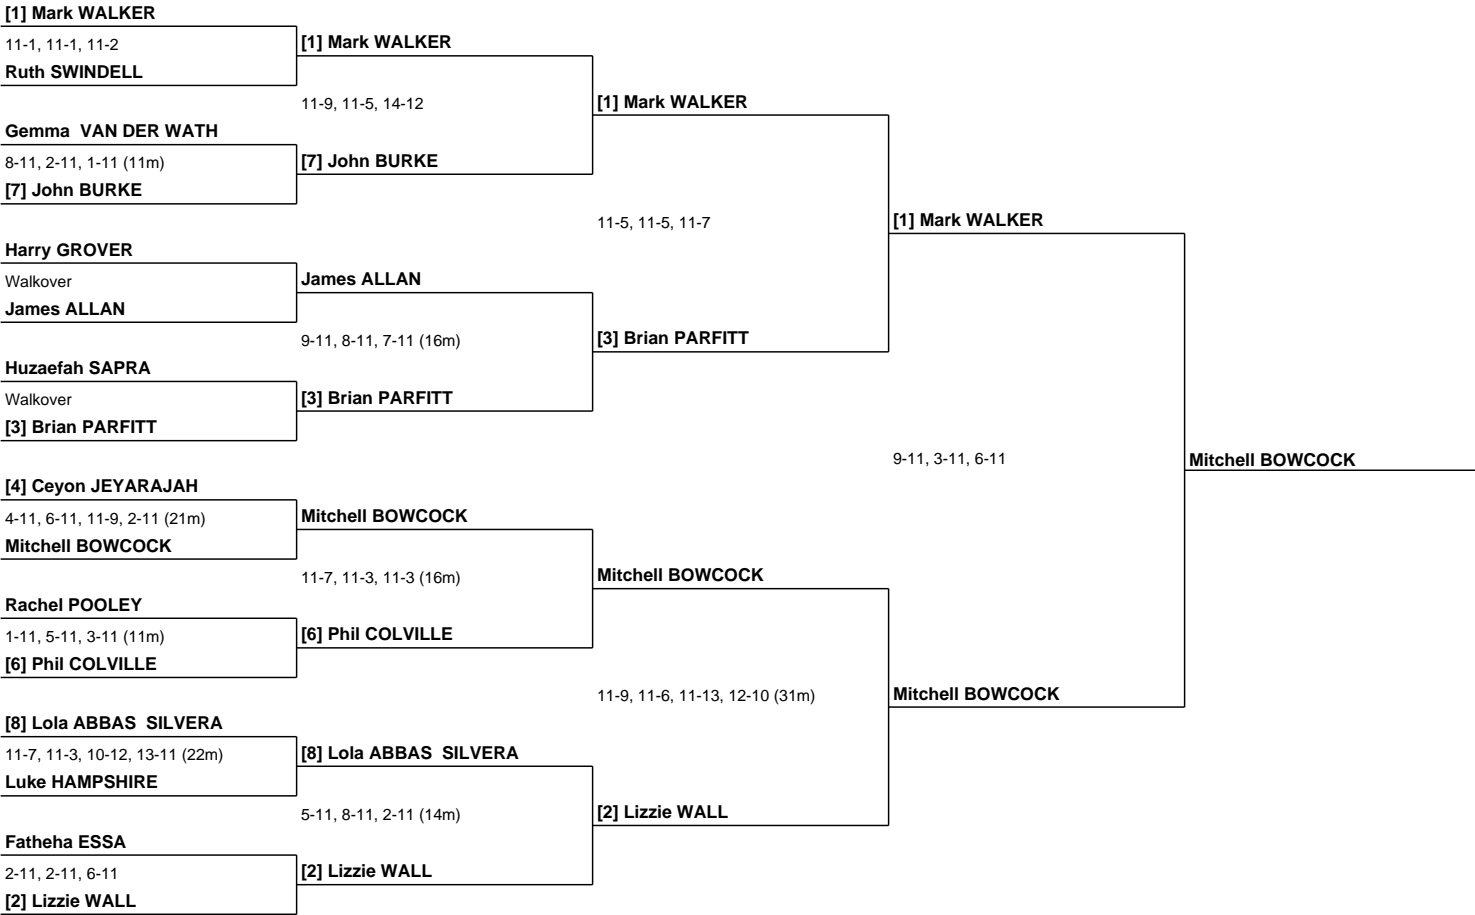 [1] Mark WALKER
11-1, 11-1, 11-2
Ruth SWINDELL
Gemma  VAN DER WATH
8-11, 2-11, 1-11 (11m)
[7] John BURKE
Harry GROVER
Walkover
James ALLAN
Huzaefah SAPRA
Walkover
[3] Brian PARFITT
[4] Ceyon JEYARAJAH
4-11, 6-11, 11-9, 2-11 (21m)
Mitchell BOWCOCK
Rachel POOLEY
1-11, 5-11, 3-11 (11m)
[6] Phil COLVILLE
[8] Lola ABBAS  SILVERA
11-7, 11-3, 10-12, 13-11 (22m)
Luke HAMPSHIRE
Fatheha ESSA
2-11, 2-11, 6-11
[2] Lizzie WALL
[1] Mark WALKER
11-9, 11-5, 14-12
[7] John BURKE
James ALLAN
9-11, 8-11, 7-11 (16m)
[3] Brian PARFITT
Mitchell BOWCOCK
11-7, 11-3, 11-3 (16m)
[6] Phil COLVILLE
[8] Lola ABBAS  SILVERA
5-11, 8-11, 2-11 (14m)
[2] Lizzie WALL
[1] Mark WALKER
11-5, 11-5, 11-7
[3] Brian PARFITT
Mitchell BOWCOCK
11-9, 11-6, 11-13, 12-10 (31m)
[2] Lizzie WALL
[1] Mark WALKER
9-11, 3-11, 6-11
Mitchell BOWCOCK
Mitchell BOWCOCK